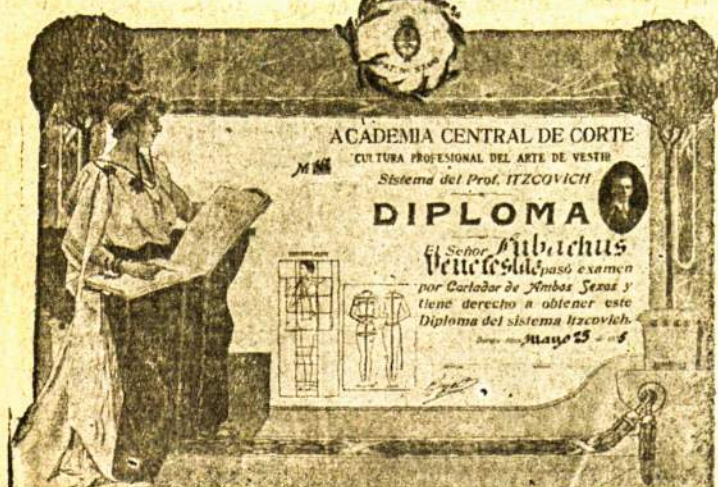 ACADEMIA CENTRAL DE CORTE
CULTURA PROFESIONAL DEL ARTE DE VESTIR
Sistema del Prof. ITZCOVICH
DIPLOMA
El Señor
pasó examen
por Cortador de Ambos Sexos y
tiene derecho a obtener este
Diploma del sistema Itzcovich.
Mayo 25